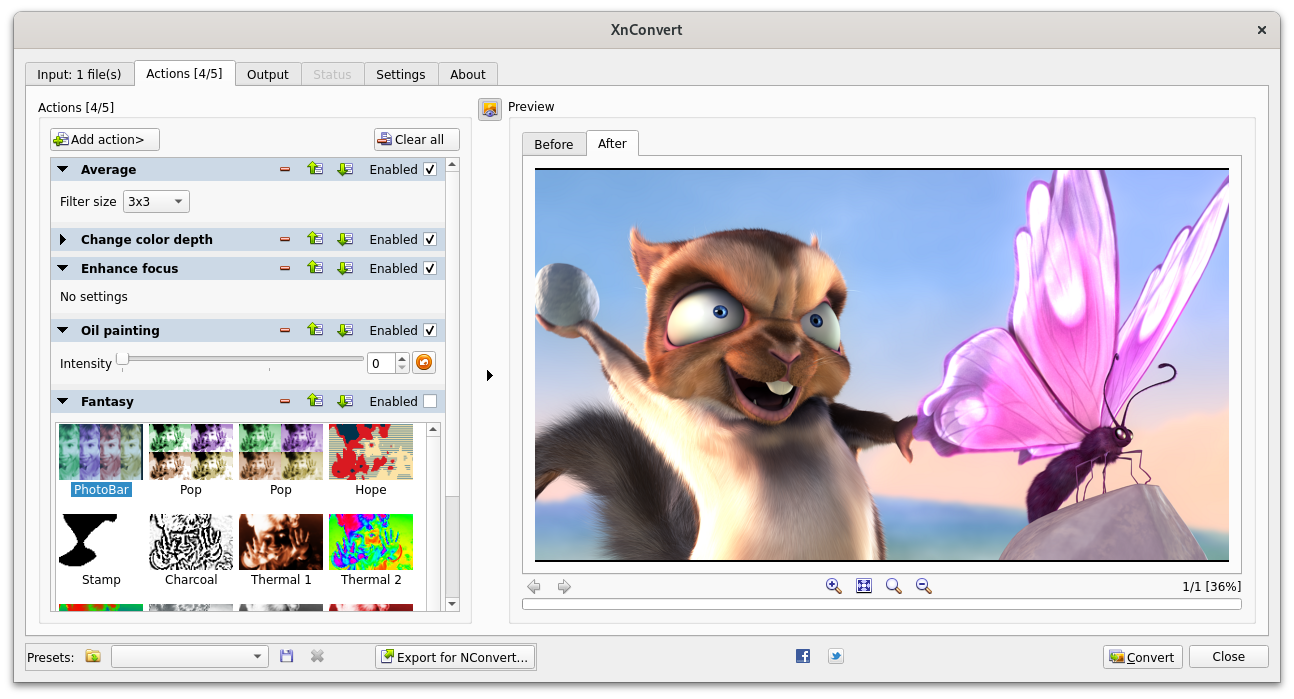 XnConvert
Input: 1 file(s)
Actions [4/5]
Output
Status
Settings
About
Actions [4/5]
Add action>
Clear all
Average
Enabled
Filter size
3x3
Change color depth
Enabled
Enhance focus
Enabled
No settings
Oil painting
Enabled
Intensity
0
Fantasy
Enabled
PhotoBar
Pop
Pop
Hope
Stamp
Charcoal
Thermal 1
Thermal 2
Preview
Before
After
1/1 [36%]
Presets:
Export for NConvert...
Convert
Close